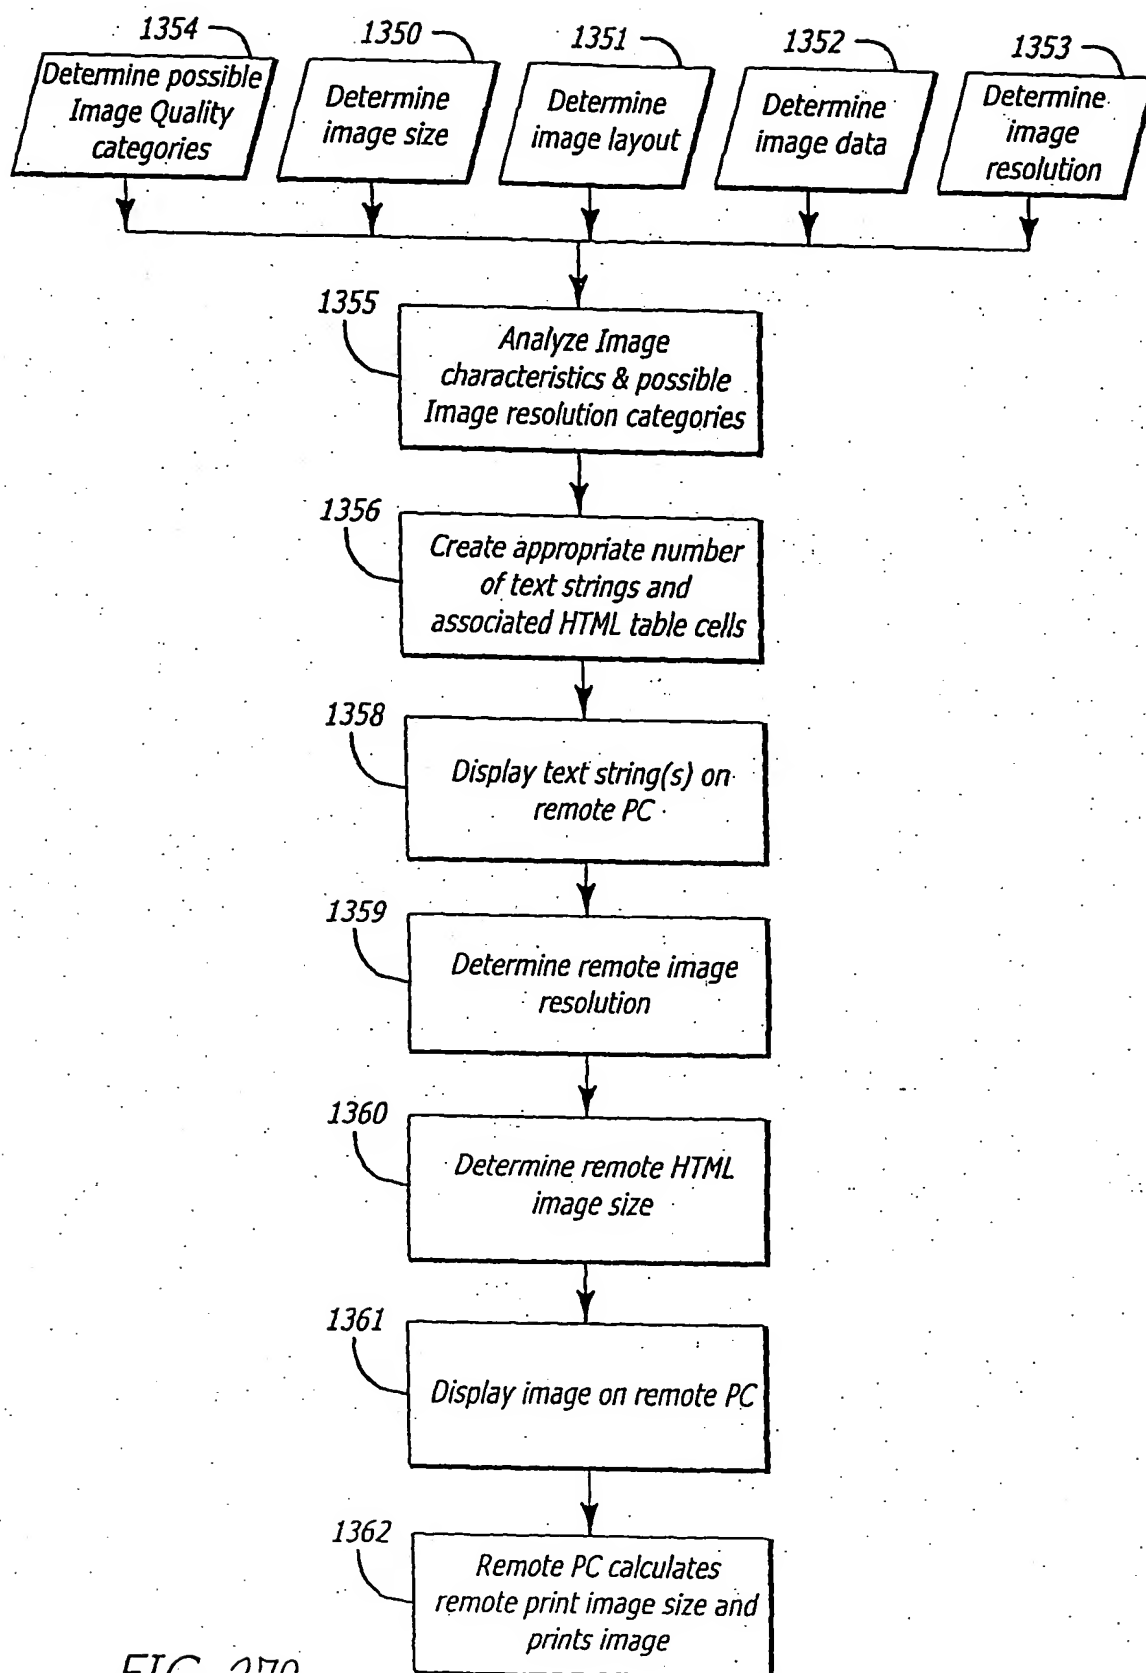 1354
Determine possible
Image Quality
categories
1350
Determine
image size
1351
Determine
image layout
1352
Determine
image data
1353
Determine
image
resolution
1355
Analyze Image
characteristics & possible
Image resolution categories
1356
Create appropriate number
of text strings and
associated HTML table cells
1358
Display text string(s) on
remote PC
1359
Determine remote image
resolution
1360
Determine remote HTML
image size
1361
Display image on remote PC
1362
Remote PC calculates
remote print image size and
prints image
FIG.